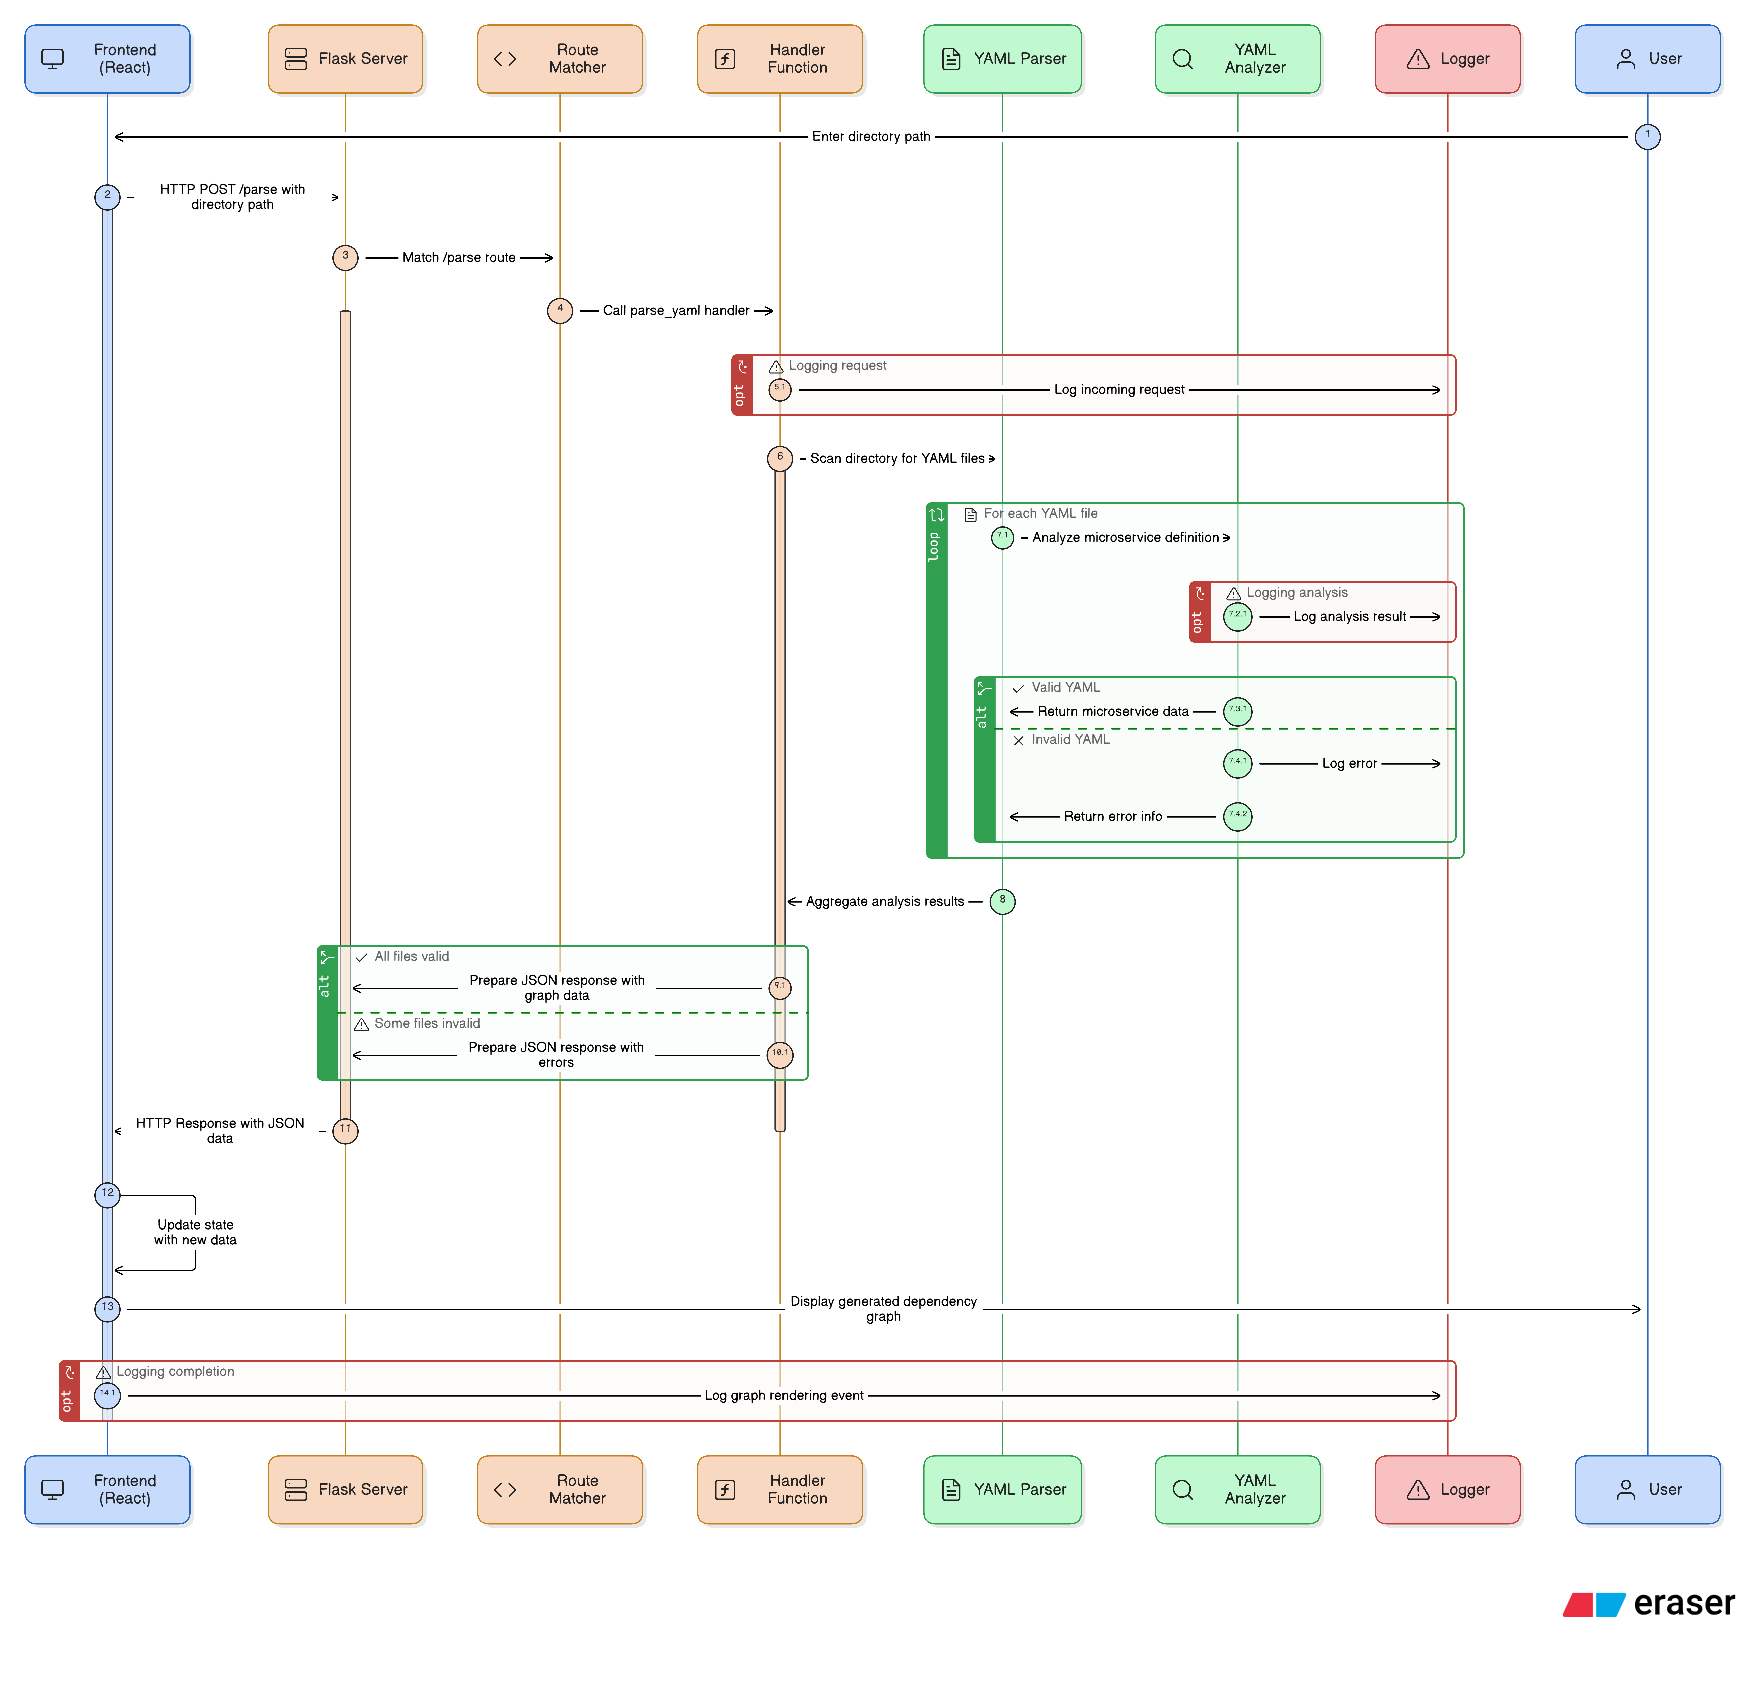 Frontend
(React)
Flask Server
Route
Matcher
Handler
Function
YAML Parser
YAML
Analyzer
Logger
User
1
Enter directory path
2
HTTP POST /parse with
directory path
3
Match /parse route
4
Call parse_yaml handler
opt
Logging request
5.1
Log incoming request
6
Scan directory for YAML files
loop
For each YAML file
7.1
Analyze microservice definition
opt
Logging analysis
7.2.1
Log analysis result
alt
Valid YAML
Return microservice data
7.3.1
Invalid YAML
7.4.1
Log error
Return error info
7.4.2
Aggregate analysis results
8
alt
All files valid
Prepare JSON response with
graph data
9.1
Some files invalid
Prepare JSON response with
errors
10.1
HTTP Response with JSON
data
11
12
Update state
with new data
13
Display generated dependency
graph
opt
Logging completion
14.1
Log graph rendering event
Frontend
(React)
Flask Server
Route
Matcher
Handler
Function
YAML Parser
YAML
Analyzer
Logger
User
eraser